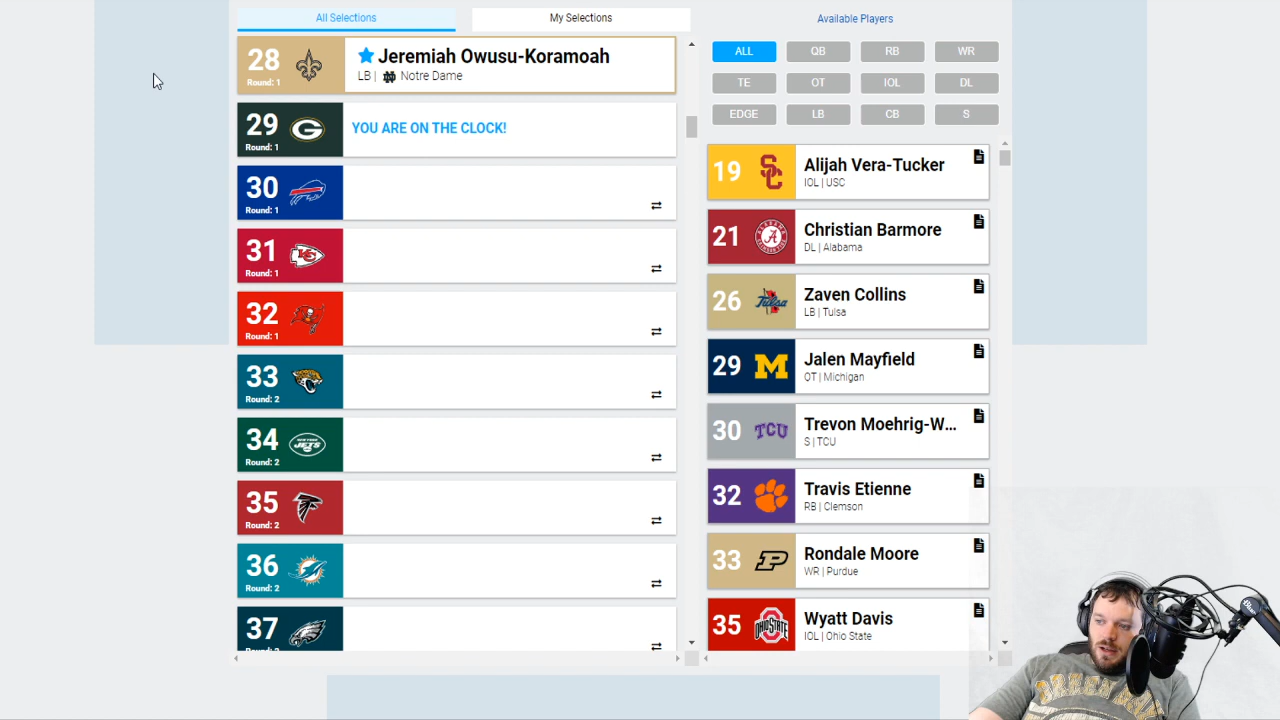 All Selections
My Selections
Available Players
28
Round: 1
Jeremiah Owusu-Koramoah
LB | Notre Dame
29
Round: 1
YOU ARE ON THE CLOCK!
30
Round: 1
31
Round: 1
32
Round: 1
33
Round: 2
34
Round: 2
35
Round: 2
36
Round: 2
37
ALL
QB
RB
WR
TE
OT
IOL
DL
EDGE
LB
CB
S
19
Alijah Vera-Tucker
IOL | USC
21
Christian Barmore
DL | Alabama
26
Tulsa
Zaven Collins
LB | Tulsa
29
Jalen Mayfield
OT | Michigan
30
TCU
Trevon Moehrig-W...
S | TCU
32
Travis Etienne
RB | Clemson
33
Rondale Moore
WR | Purdue
35
OHIO STATE
Wyatt Davis
IOL | Ohio State